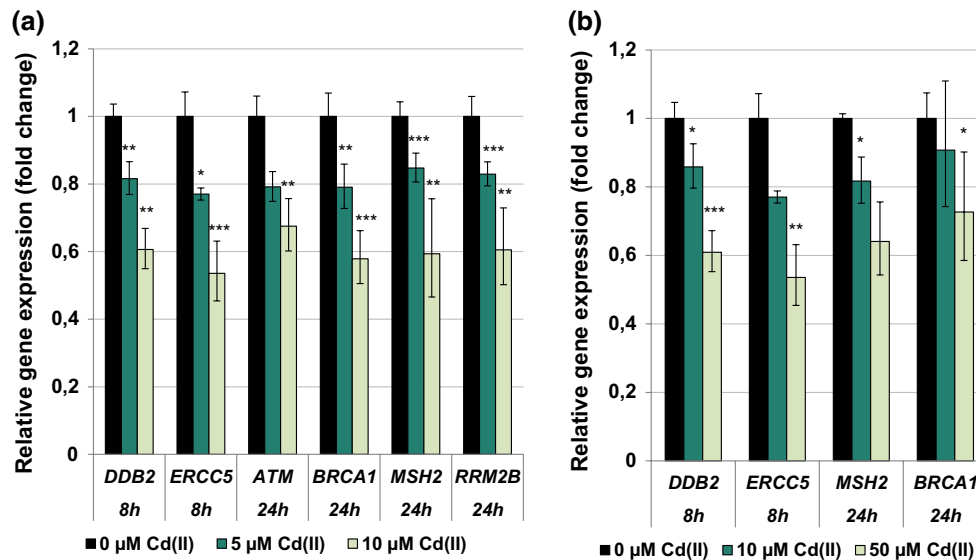 (a)
Relative gene expression (fold change)
1,2
1
0,8
0,6
0,4
0,2
0
** ** * *** ** ** *** *** ** *** **
DDB2 ERCC5 ATM BRCA1 MSH2 RRM2B
8h 8h 24h 24h 24h 24h
0 µM Cd(II) 5 µM Cd(II) 10 µM Cd(II)
(b)
Relative gene expression (fold change)
1,2
1
0,8
0,6
0,4
0,2
0
* *** ** * *
DDB2 ERCC5 MSH2 BRCA1
8h 8h 24h 24h
0 µM Cd(II) 10 µM Cd(II) 50 µM Cd(II)